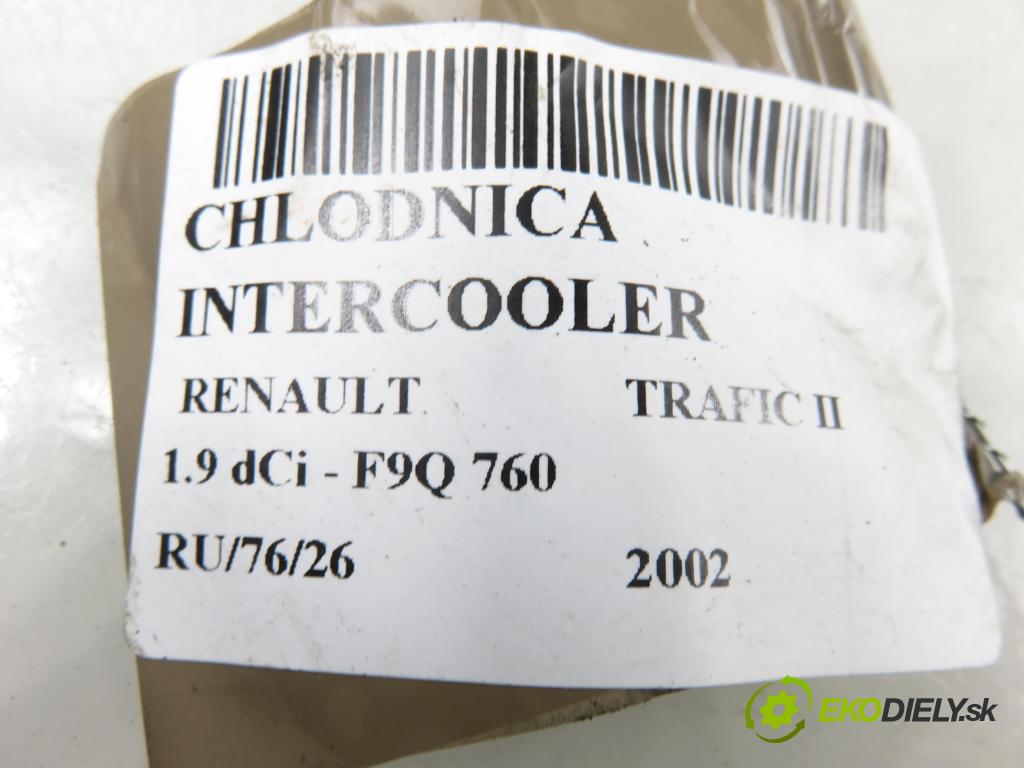 CHLODNICA
INTERCOOLER
RENAULT TRAFIC II
1.9 dCi - F9Q 760
RU/76/26 2002
EKODIELY.sk